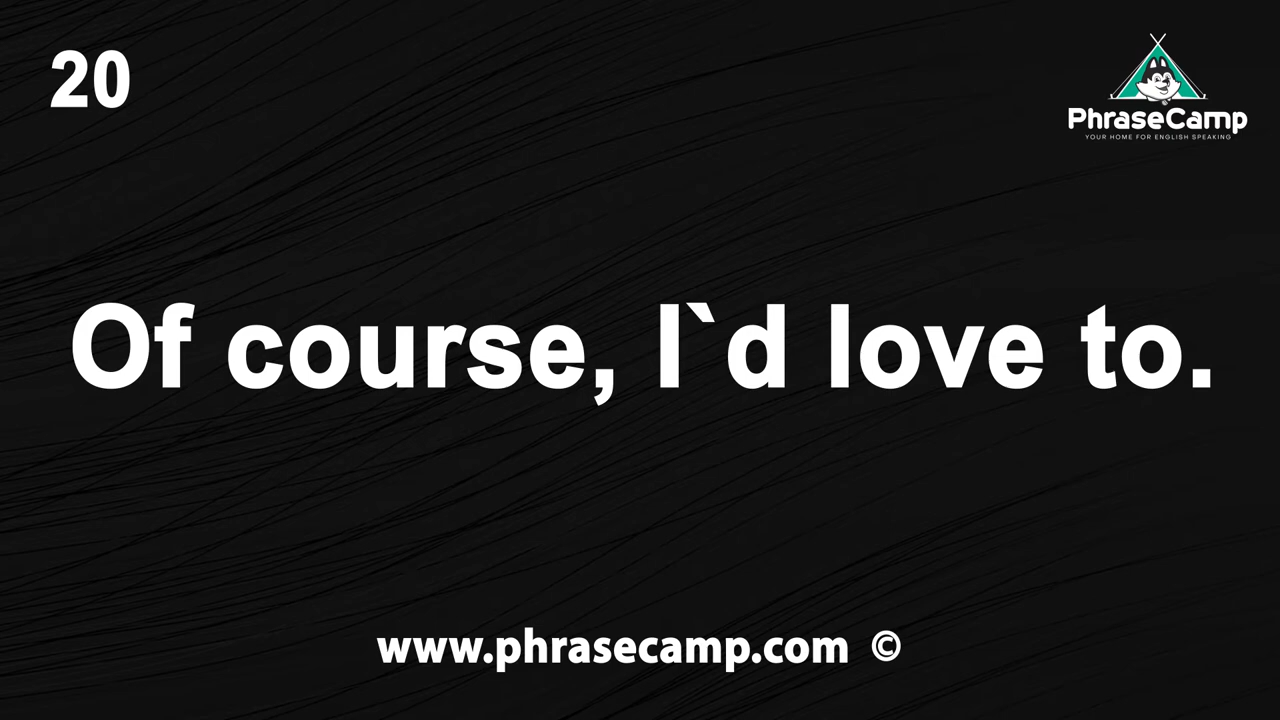 20
PhraseCamp
YOUR HOME FOR ENGLISH SPEAKING
Of course, I`d love to.
www.phrasecamp.com ©